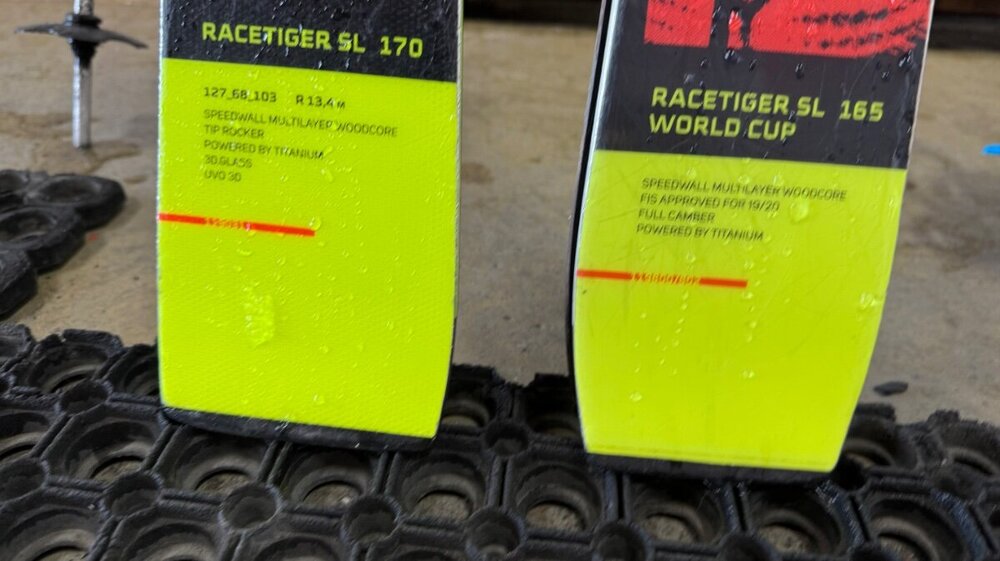 RACETIGER SL 170
127_68_103 R 13,4 M
SPEEDWALL MULTILAYER WOODCORE
TIP ROCKER
POWERED BY TITANIUM
3D.GLASS
UVO 3D
RACETIGER SL 165
WORLD CUP
SPEEDWALL MULTILAYER WOODCORE
FIS APPROVED FOR 19/20
FULL CAMBER
POWERED BY TITANIUM